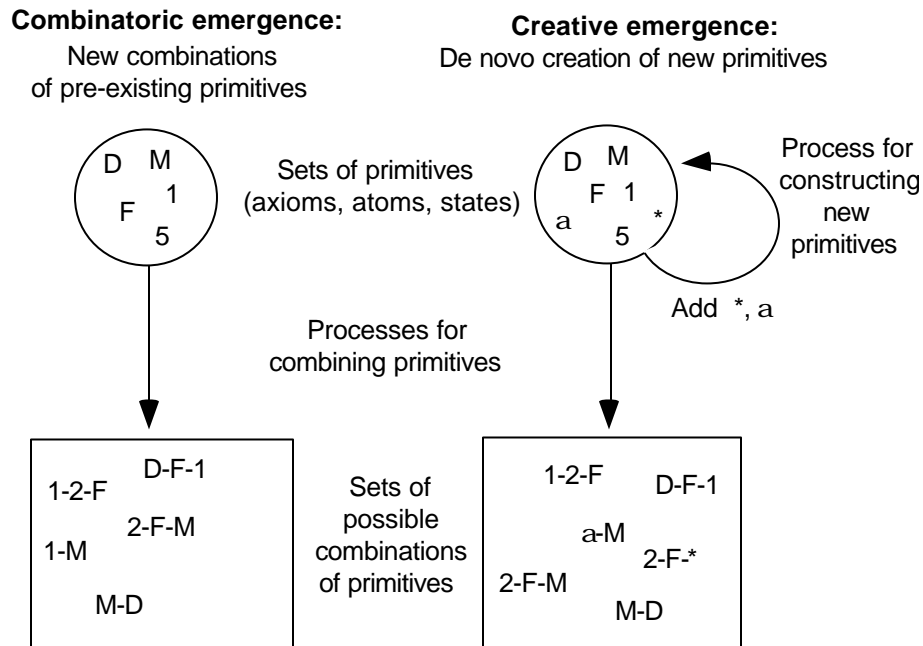 Combinatoric emergence:
New combinations
of pre-existing primitives
Creative emergence:
De novo creation of new primitives
D M
F 1
5
Sets of primitives
(axioms, atoms, states)
D M
F 1
a 5 *
Process for
constructing
new
primitives
Add *, a
Processes for
combining primitives
D-F-1
1-2-F
2-F-M
1-M
M-D
Sets of
possible
combinations
of primitives
1-2-F
D-F-1
a-M
2-F-*
2-F-M
M-D